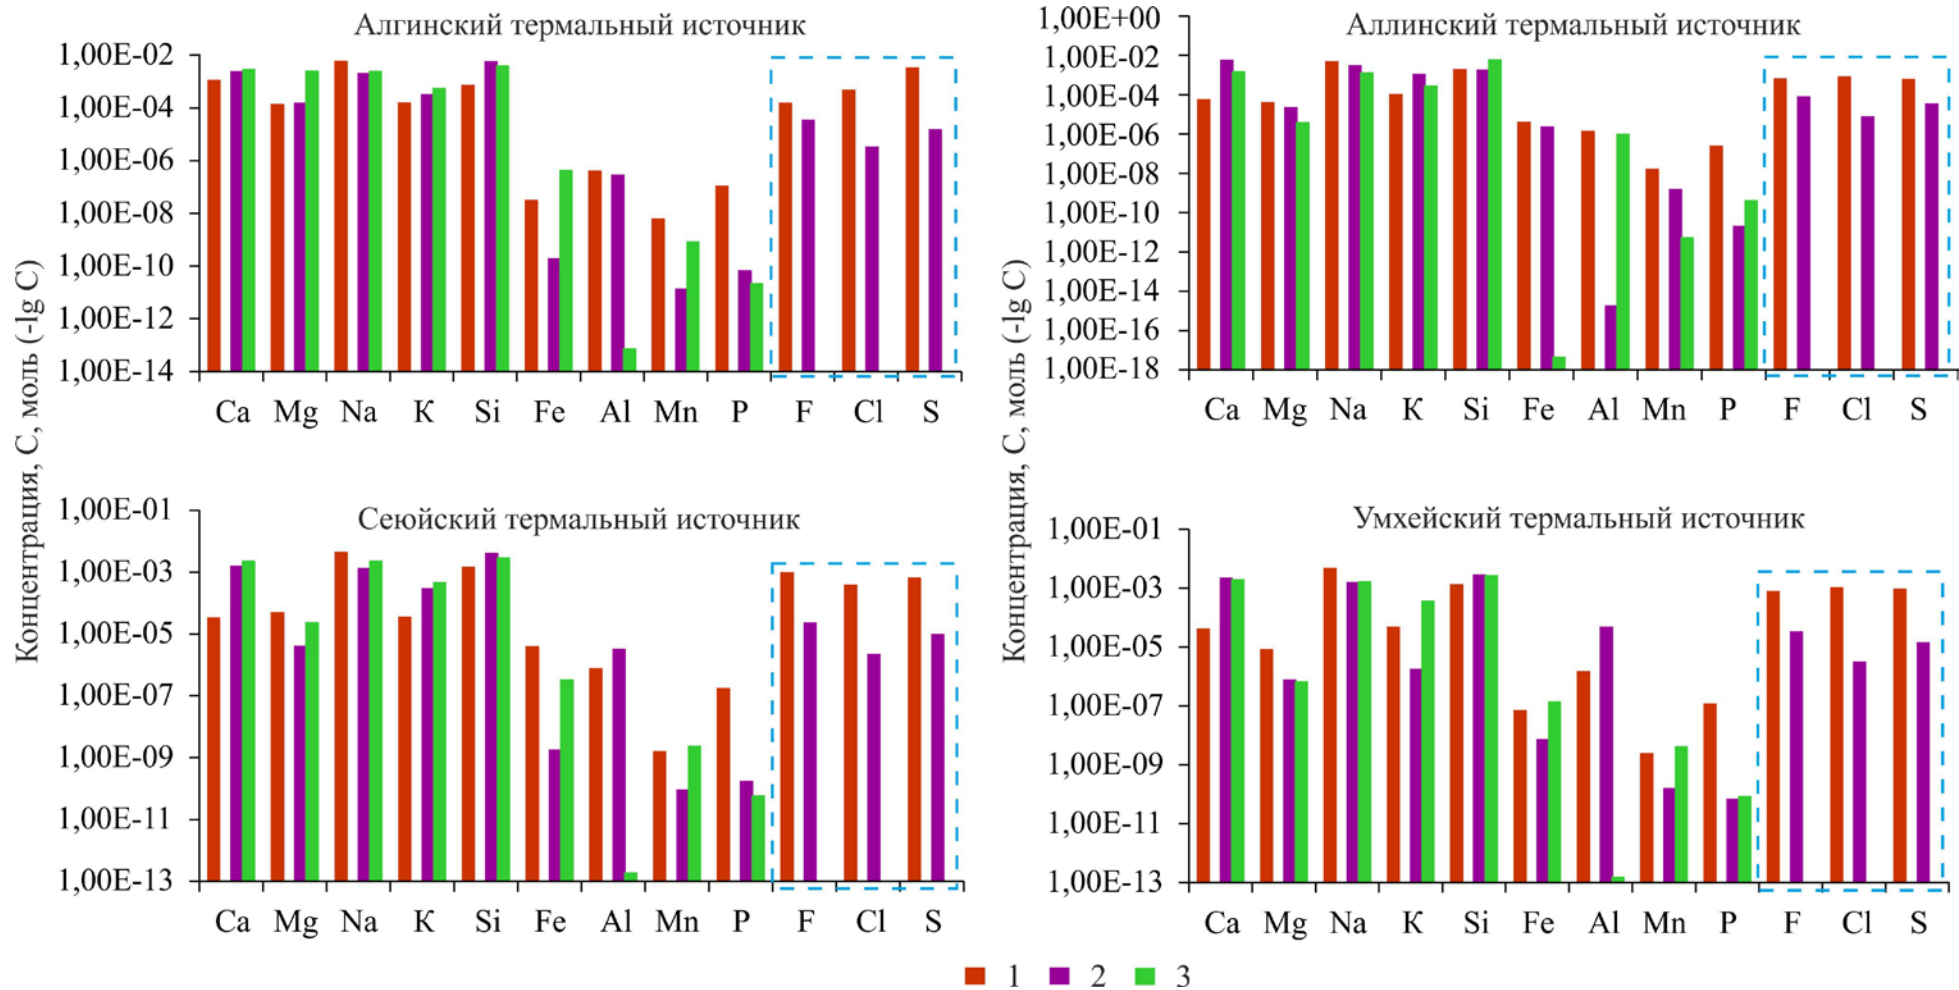 Алгинский термальный источник
1,00E-02
1,00E-04
1,00E-06
1,00E-08
1,00E-10
1,00E-12
1,00E-14
Ca Mg Na К Si Fe Al Mn P F Cl S
Аллинский термальный источник
1,00E+00
1,00E-02
1,00E-04
1,00E-06
1,00E-08
1,00E-10
1,00E-12
1,00E-14
1,00E-16
1,00E-18
Ca Mg Na К Si Fe Al Mn P F Cl S
Концентрация, С, моль (-lg C)
Концентрация, С, моль (-lg C)
Сеюйский термальный источник
1,00E-01
1,00E-03
1,00E-05
1,00E-07
1,00E-09
1,00E-11
1,00E-13
Ca Mg Na К Si Fe Al Mn P F Cl S
Умхейский термальный источник
1,00E-01
1,00E-03
1,00E-05
1,00E-07
1,00E-09
1,00E-11
1,00E-13
Ca Mg Na К Si Fe Al Mn P F Cl S
1 2 3